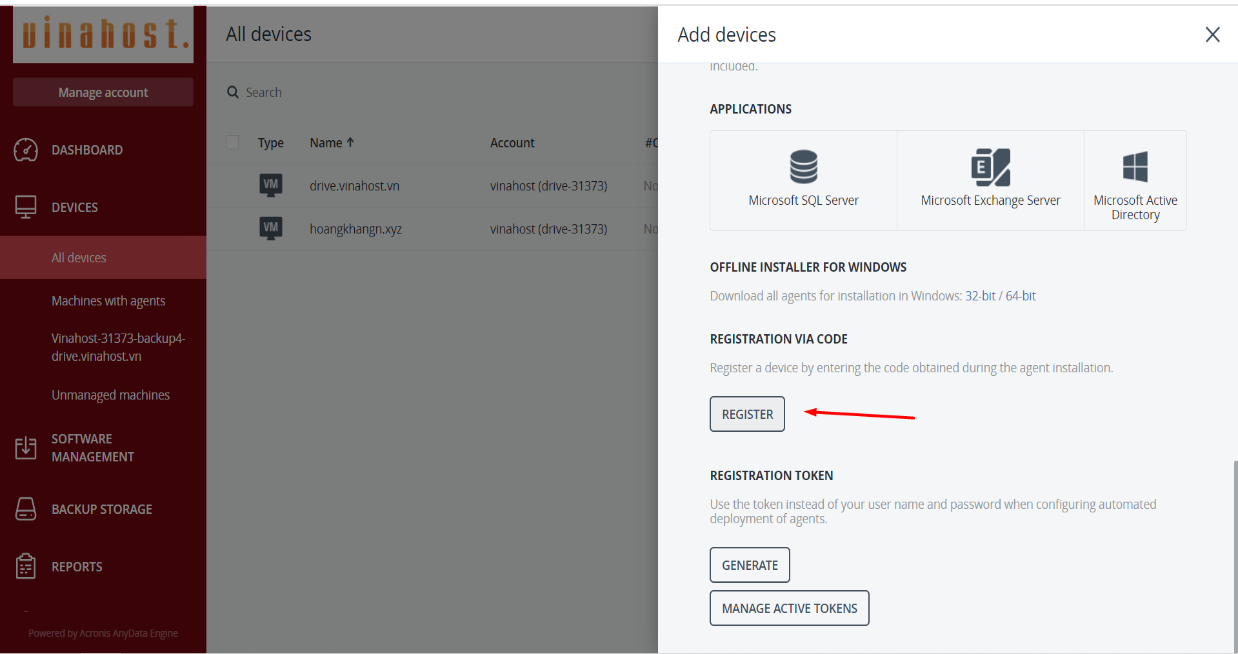 vinahost.
Manage account
DASHBOARD
DEVICES
All devices
Machines with agents
Vinahost-31373-backup4-
drive.vinahost.vn
Unmanaged machines
SOFTWARE
MANAGEMENT
BACKUP STORAGE
REPORTS
Powered by Acronis AnyData Engine
All devices
Search
Type Name Account
VM drive.vinahost.vn vinahost (drive-31373) No
VM hoangkhangn.xyz vinahost (drive-31373) No
Add devices
included.
APPLICATIONS
Microsoft SQL Server
E
Microsoft Exchange Server
Microsoft Active
Directory
OFFLINE INSTALLER FOR WINDOWS
Download all agents for installation in Windows: 32-bit / 64-bit
REGISTRATION VIA CODE
Register a device by entering the code obtained during the agent installation.
REGISTER
REGISTRATION TOKEN
Use the token instead of your user name and password when configuring automated
deployment of agents.
GENERATE
MANAGE ACTIVE TOKENS